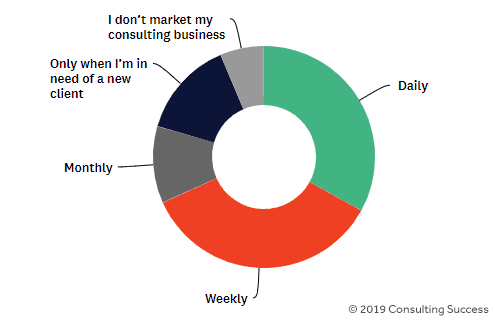 I don't market my
consulting business
Only when I'm in
need of a new
client
Daily
Monthly
Weekly
© 2019 Consulting Success